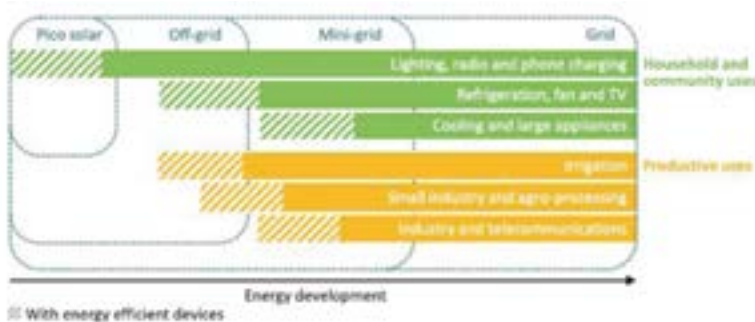 Pico solar Off-grid Mini-grid Grid
Lighting, radio and phone charging
Household and
community uses
Refrigeration, fan and TV
Cooling and large appliances
Irrigation
Productive uses
Small industry and agro-processing
Industry and telecommunications
Energy development
With energy efficient devices